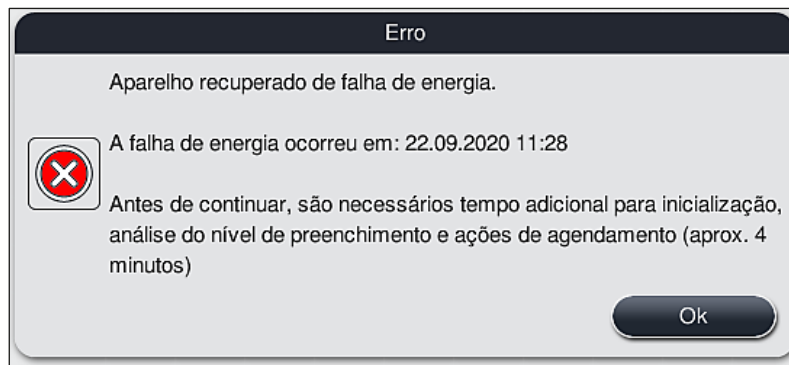 Erro
Aparelho recuperado de falha de energia.
A falha de energia ocorreu em: 22.09.2020 11:28
Antes de continuar, são necessários tempo adicional para inicialização,
análise do nível de preenchimento e ações de agendamento (aprox. 4
minutos)
Ok